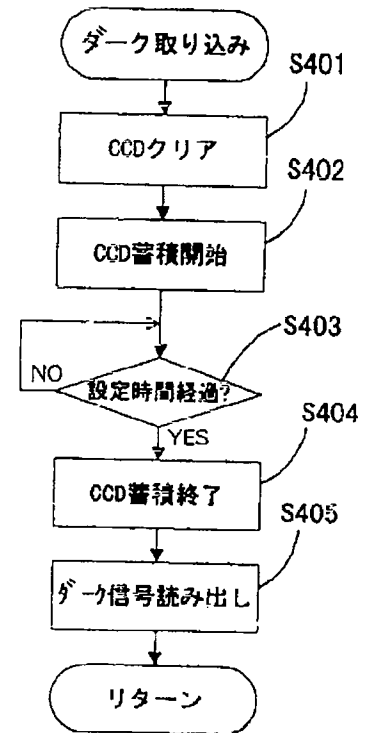 ダーク取り込み
S401
CCDクリア
S402
CCD蓄積開始
S403
NO
設定時間経過?
S404
YES
CCD蓄積終了
S405
ダーク信号読み出し
リターン